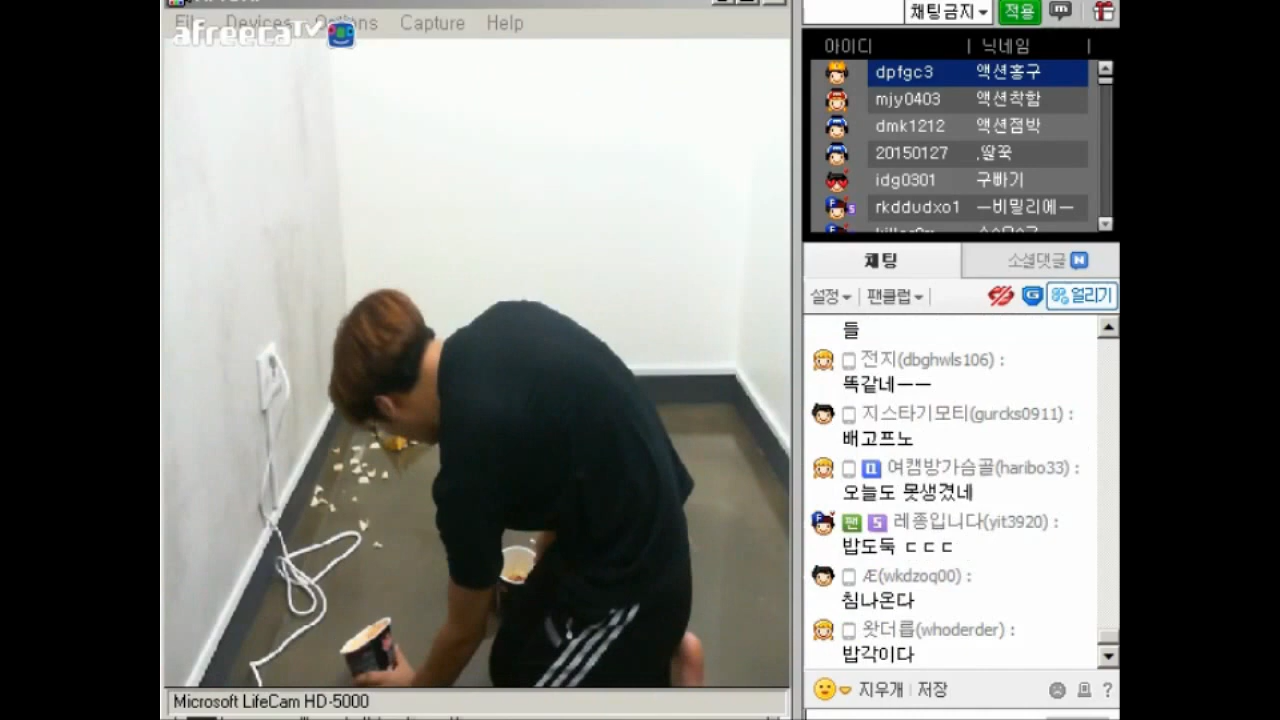 File Devices Options Capture Help
afreecaTV
채팅금지
적용
아이디 | 닉네임 |
dpfgc3 액션홍구
mjy0403 액션착함
dmk1212 액션점박
20150127 .딸꾹
idg0301 구빠기
rkddudxo1 —비밀리에—
채팅
소셜댓글 N
설정 | 팬클럽 |
얼리기
들
전지(dbghwls106) :
똑같네ㅡㅡ
지스타기모티(gurcks0911) :
배고프노
여캠방가슴골(haribo33) :
오늘도 못생겼네
팬 S 레종입니다(yit3920) :
밥도둑 ㄷㄷㄷ
Æ(wkdzoq00) :
침나온다
왓더릅(whoderder) :
밥각이다
지우개 | 저장
?
Microsoft LifeCam HD-5000